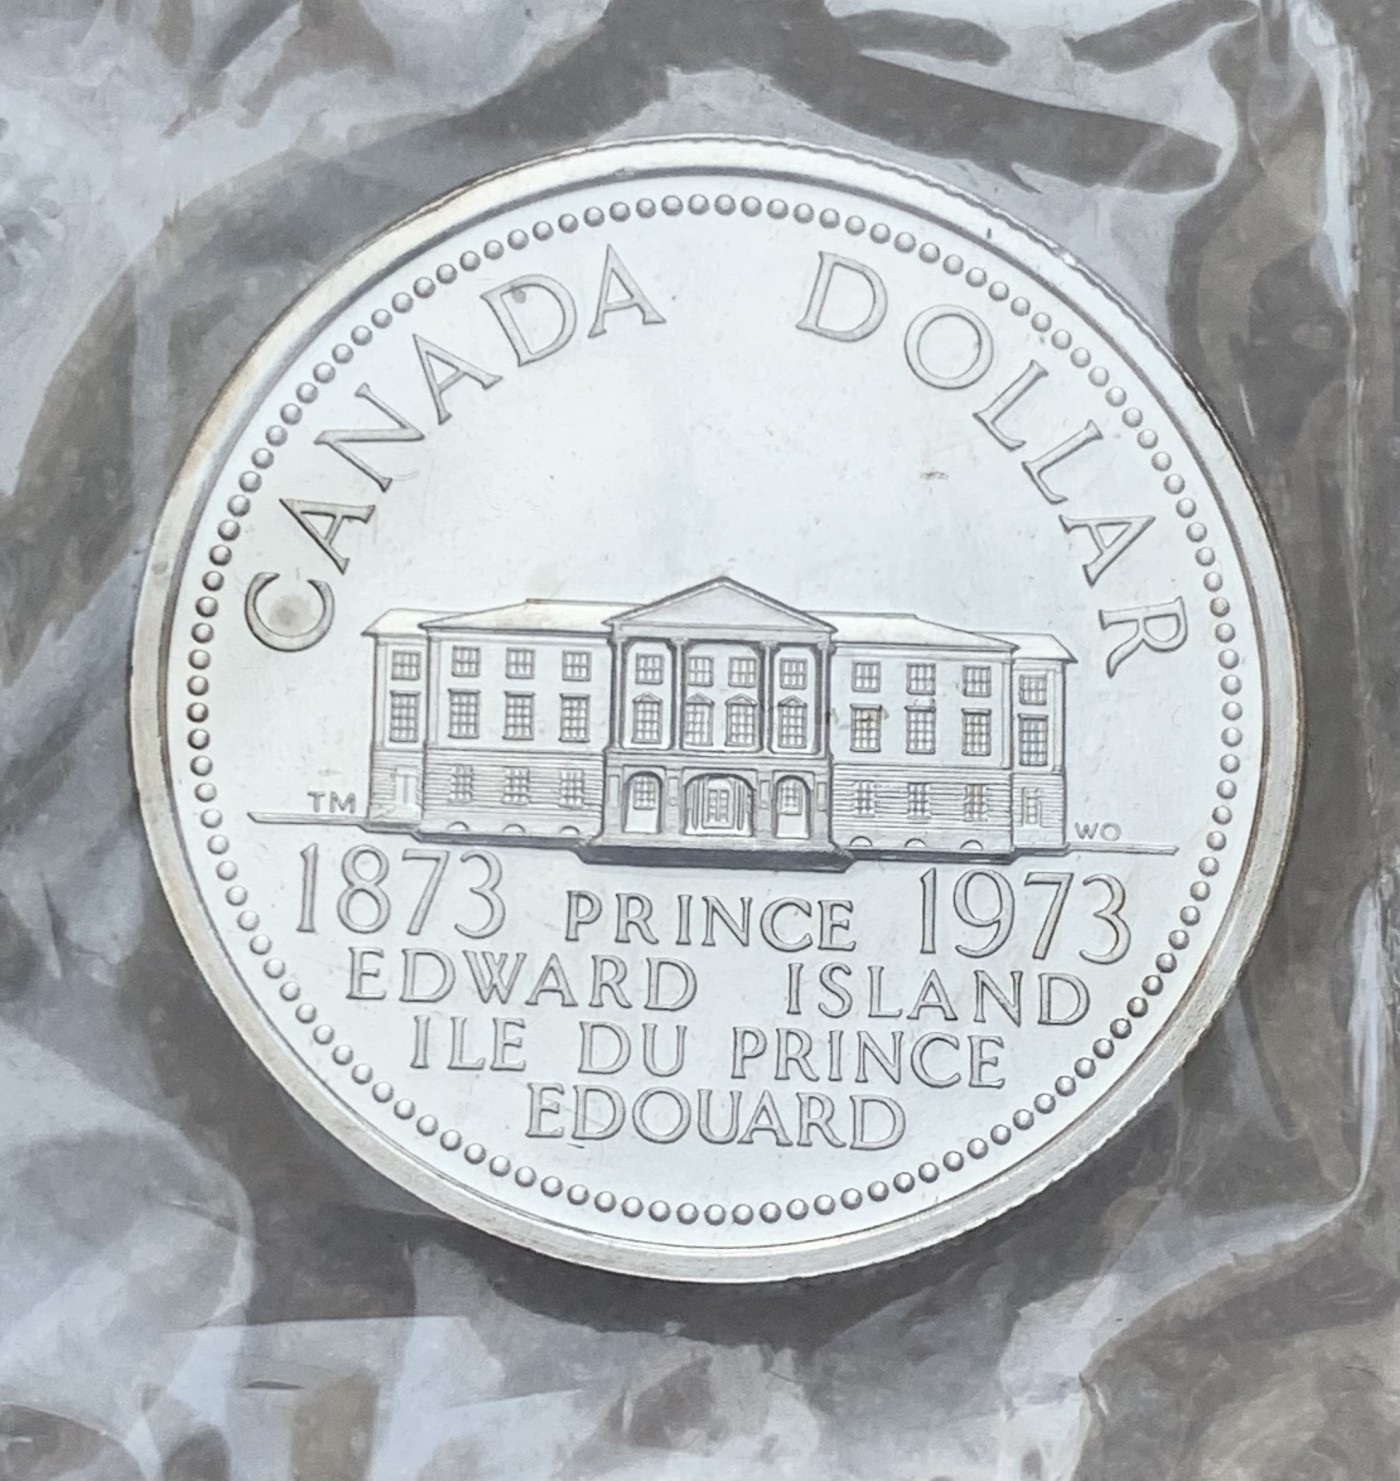 CANADA DOLLAR
TM
WO
1873 PRINCE 1973
EDWARD ISLAND
ILE DU PRINCE
EDOUARD